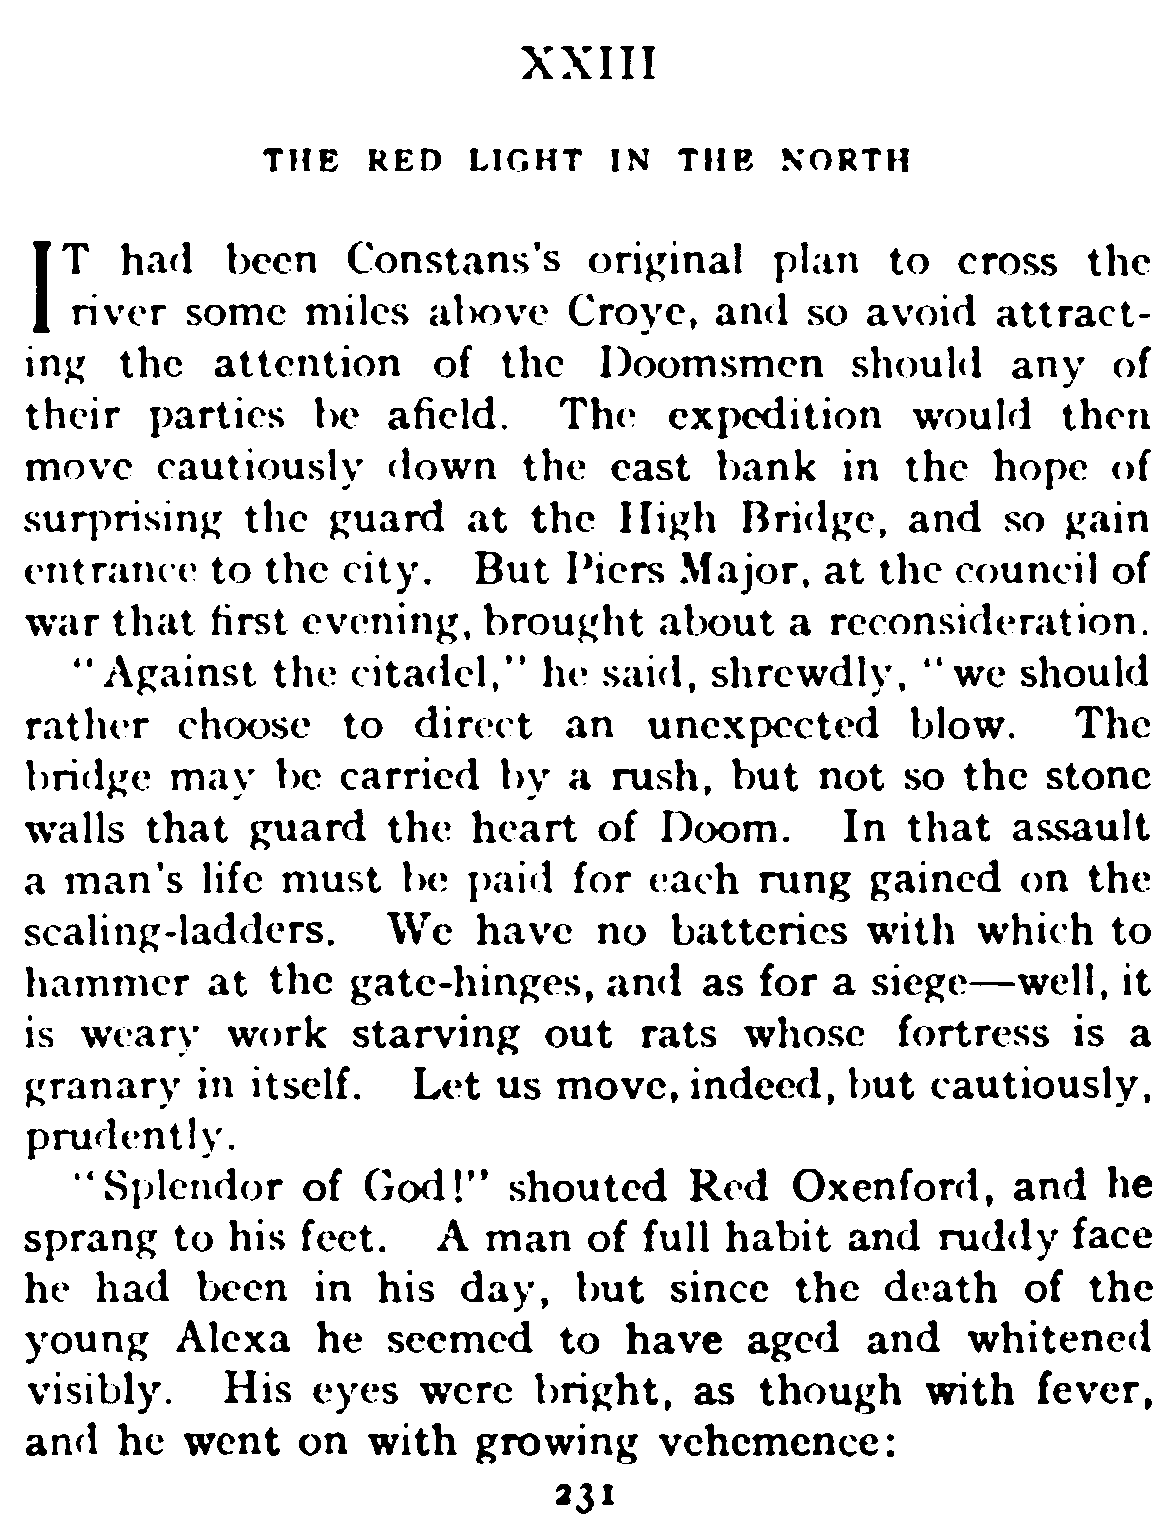 XXIII
THE RED LIGHT IN THE NORTH
IT had been Constans's original plan to cross the
river some miles above Croye, and so avoid attract-
ing the attention of the Doomsmen should any of
their parties be afield. The expedition would then
move cautiously down the east bank in the hope of
surprising the guard at the High Bridge, and so gain
entrance to the city. But Piers Major, at the council of
war that first evening, brought about a reconsideration.
"Against the citadel," he said, shrewdly, "we should
rather choose to direct an unexpected blow. The
bridge may be carried by a rush, but not so the stone
walls that guard the heart of Doom. In that assault
a man's life must be paid for each rung gained on the
scaling-ladders. We have no batteries with which to
hammer at the gate-hinges, and as for a siege—well, it
is weary work starving out rats whose fortress is a
granary in itself. Let us move, indeed, but cautiously,
prudently.
"Splendor of God!" shouted Red Oxenford, and he
sprang to his feet. A man of full habit and ruddy face
he had been in his day, but since the death of the
young Alexa he seemed to have aged and whitened
visibly. His eyes were bright, as though with fever,
and he went on with growing vehemence:
231